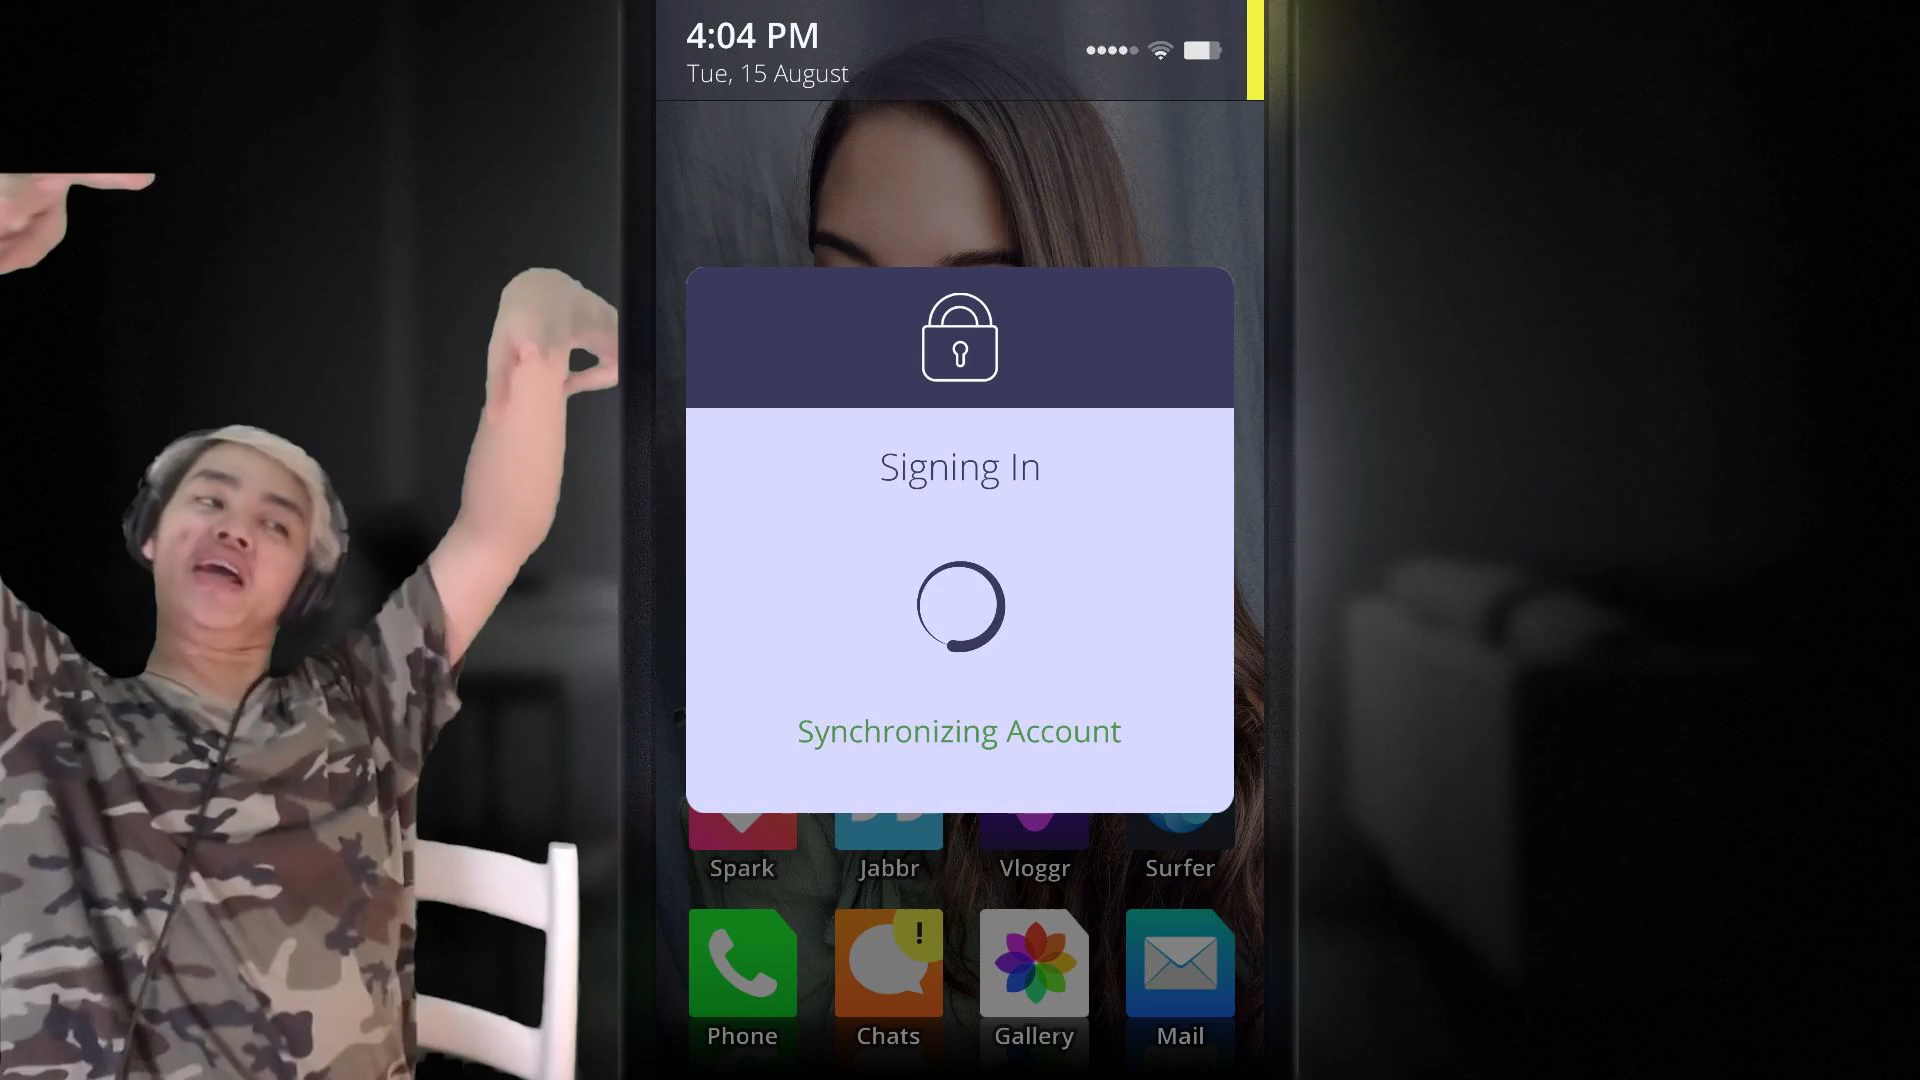 4:04 PM
Tue, 15 August
Signing In
Synchronizing Account
Spark
Jabbr
Vloggr
Surfer
!
Phone
Chats
Gallery
Mail